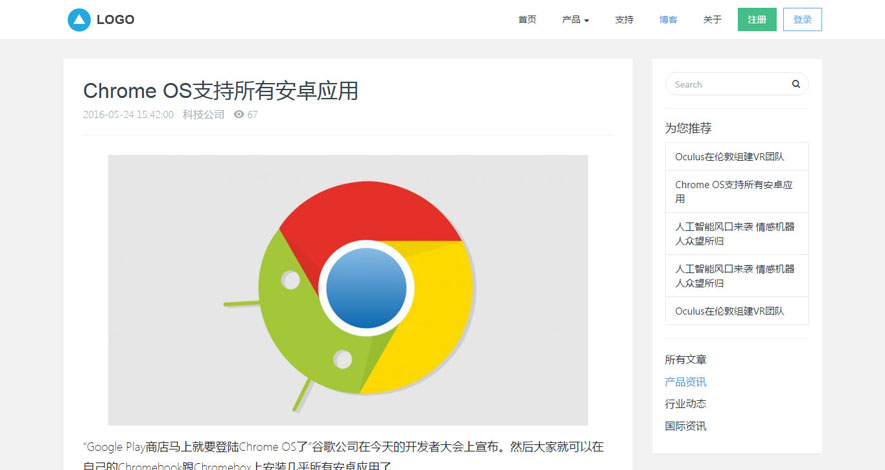 LOGO
首页 产品 支持 博客 关于 注册 登录
Chrome OS支持所有安卓应用
2016-05-24 15:42:00 科技公司 67
Search
为您推荐
Oculus在伦敦组建VR团队
Chrome OS支持所有安卓应
用
人工智能风口来袭 情感机器
人众望所归
人工智能风口来袭 情感机器
人众望所归
Oculus在伦敦组建VR团队
所有文章
产品资讯
行业动态
国际资讯
“Google Play商店马上就要登陆Chrome OS了”谷歌公司在今天的开发者大会上宣布。然后大家就可以在
自己的Chromebook跟Chromebox上安装几乎所有安卓应用了